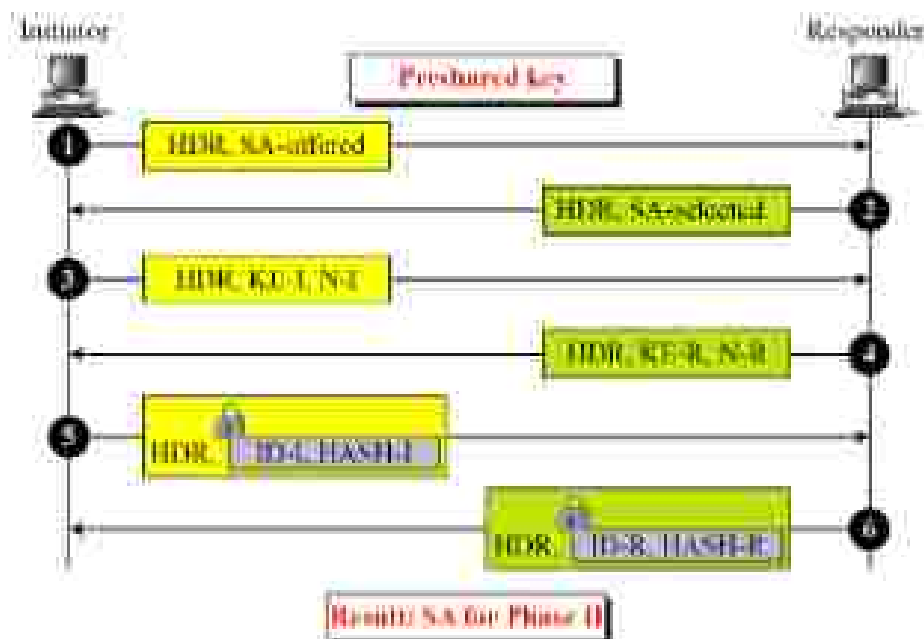 Initiator
Responder
Preshared key
1
HDR, SA-offered
HDR, SA-selected
2
3
HDR, KE-I, N-I
HDR, KE-R, N-R
4
5
HDR,
ID-I, HASH-I
HDR,
ID-R, HASH-R
6
Result: SA for Phase II